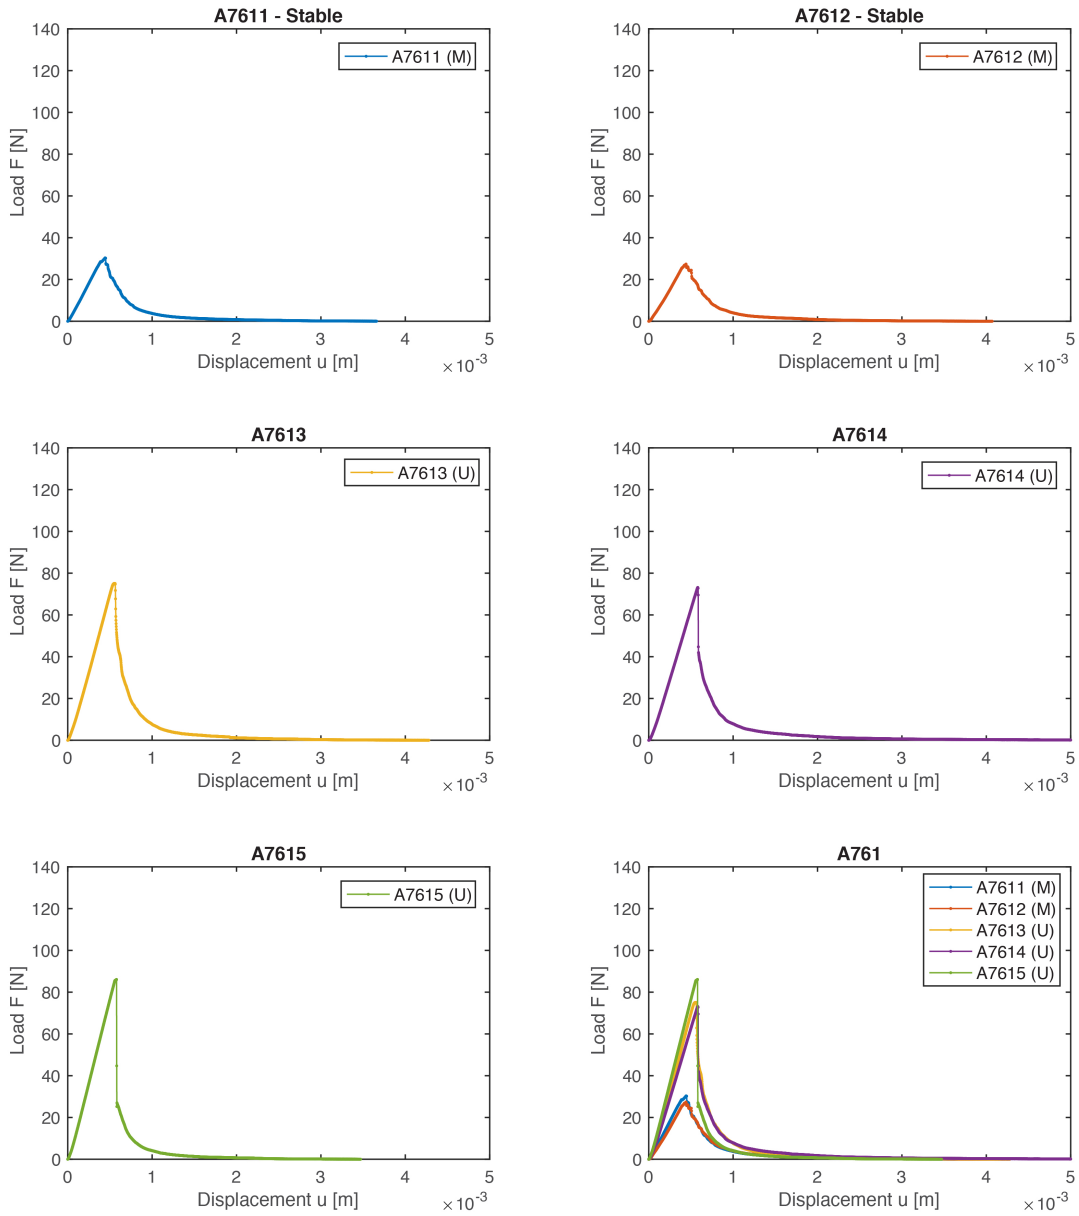 A7611 - Stable
A7611 (M)
140
120
100
80
60
40
20
0
Load F [N]
0 1 2 3 4 5
Displacement u [m]
×10-3
A7612 - Stable
A7612 (M)
140
120
100
80
60
40
20
0
Load F [N]
0 1 2 3 4 5
Displacement u [m]
×10-3
A7613
A7613 (U)
140
120
100
80
60
40
20
0
Load F [N]
0 1 2 3 4 5
Displacement u [m]
×10-3
A7614
A7614 (U)
140
120
100
80
60
40
20
0
Load F [N]
0 1 2 3 4 5
Displacement u [m]
×10-3
A7615
A7615 (U)
140
120
100
80
60
40
20
0
Load F [N]
0 1 2 3 4 5
Displacement u [m]
×10-3
A761
A7611 (M)
A7612 (M)
A7613 (U)
A7614 (U)
A7615 (U)
140
120
100
80
60
40
20
0
Load F [N]
0 1 2 3 4 5
Displacement u [m]
×10-3